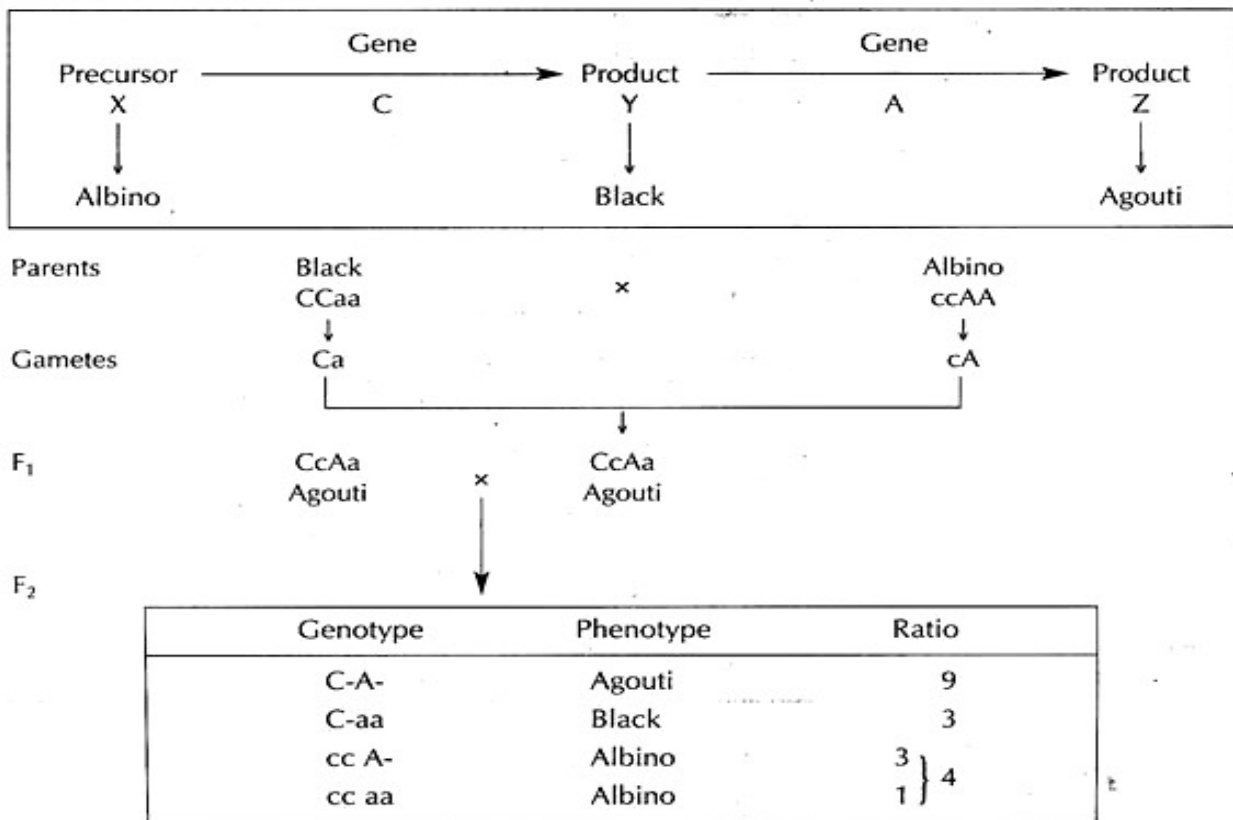 Gene Gene
Precursor Product Product
X C Y A Z
Albino Black Agouti
Parents Black Albino
CCaa × ccAA
Gametes Ca cA
F₁ CcAa CcAa
Agouti × Agouti
F₂
Genotype Phenotype Ratio
C-A- Agouti 9
C-aa Black 3
cc A- Albino 3
cc aa Albino 1 } 4